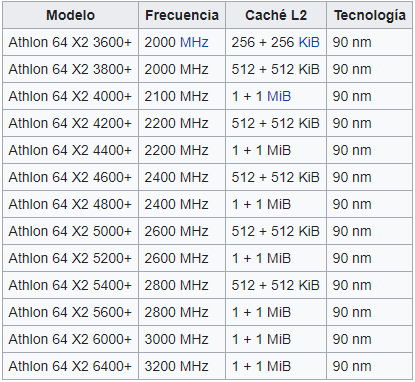 Modelo Frecuencia Caché L2 Tecnología
Athlon 64 X2 3600+ 2000 MHz 256 + 256 KiB 90 nm
Athlon 64 X2 3800+ 2000 MHz 512 + 512 KiB 90 nm
Athlon 64 X2 4000+ 2100 MHz 1 + 1 MiB 90 nm
Athlon 64 X2 4200+ 2200 MHz 512 + 512 KiB 90 nm
Athlon 64 X2 4400+ 2200 MHz 1 + 1 MiB 90 nm
Athlon 64 X2 4600+ 2400 MHz 512 + 512 KiB 90 nm
Athlon 64 X2 4800+ 2400 MHz 1 + 1 MiB 90 nm
Athlon 64 X2 5000+ 2600 MHz 512 + 512 KiB 90 nm
Athlon 64 X2 5200+ 2600 MHz 1 + 1 MiB 90 nm
Athlon 64 X2 5400+ 2800 MHz 512 + 512 KiB 90 nm
Athlon 64 X2 5600+ 2800 MHz 1 + 1 MiB 90 nm
Athlon 64 X2 6000+ 3000 MHz 1 + 1 MiB 90 nm
Athlon 64 X2 6400+ 3200 MHz 1 + 1 MiB 90 nm